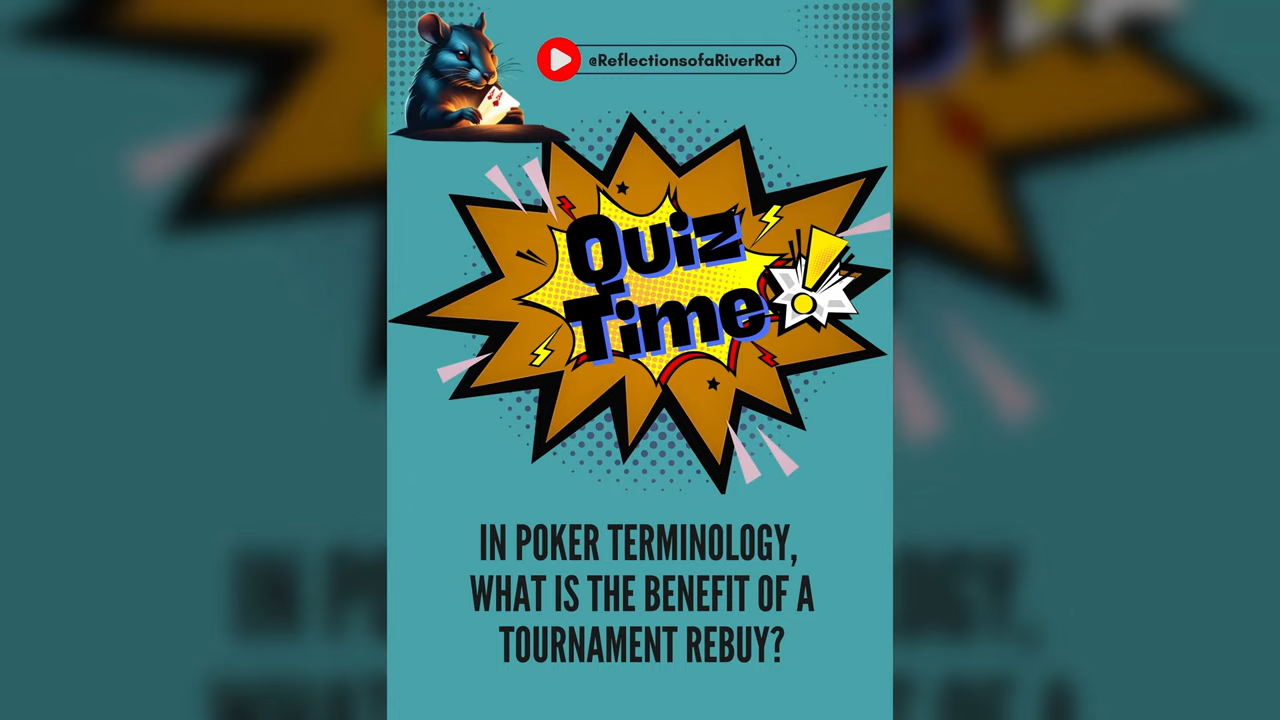 @ReflectionsofaRiverRat
Quiz
Time!
IN POKER TERMINOLOGY,
WHAT IS THE BENEFIT OF A
TOURNAMENT REBUY?